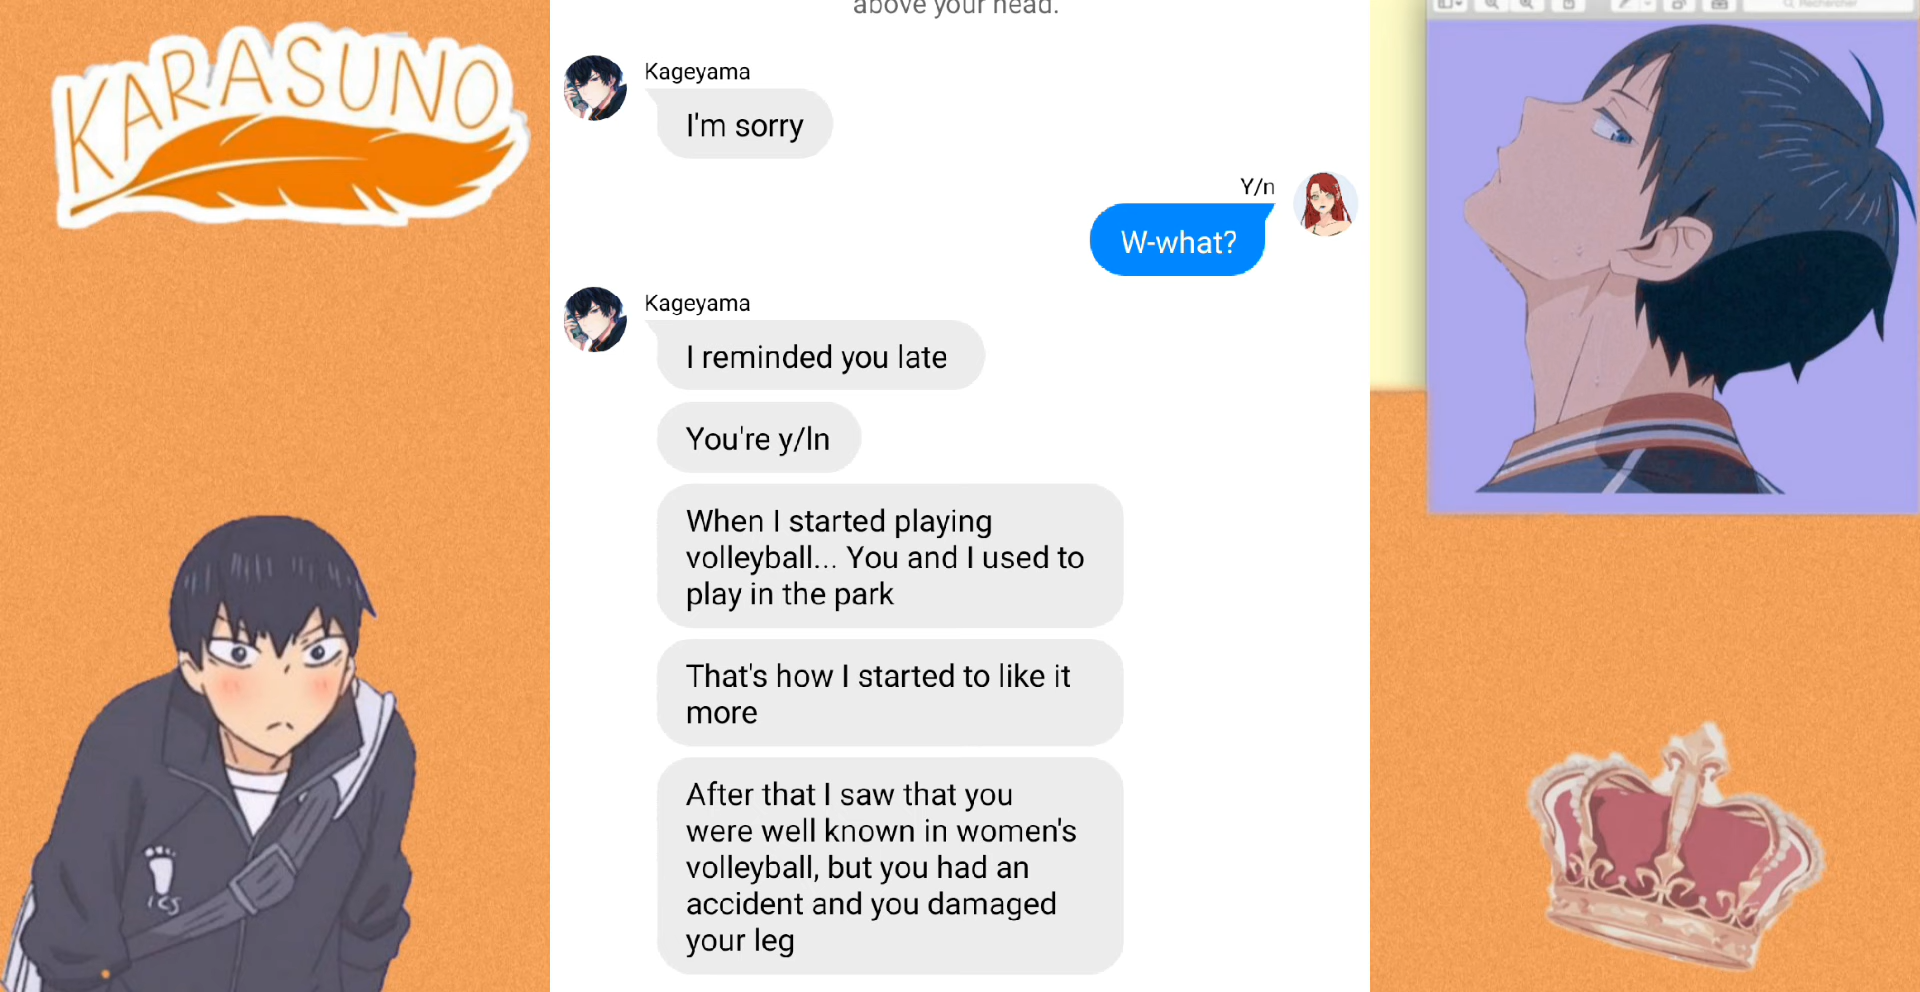 KARASUNO
above your head.
Kageyama
I'm sorry
Y/n
W-what?
Kageyama
I reminded you late
You're y/ln
When I started playing
volleyball... You and I used to
play in the park
That's how I started to like it
more
After that I saw that you
were well known in women's
volleyball, but you had an
accident and you damaged
your leg
Rechercher
ICS